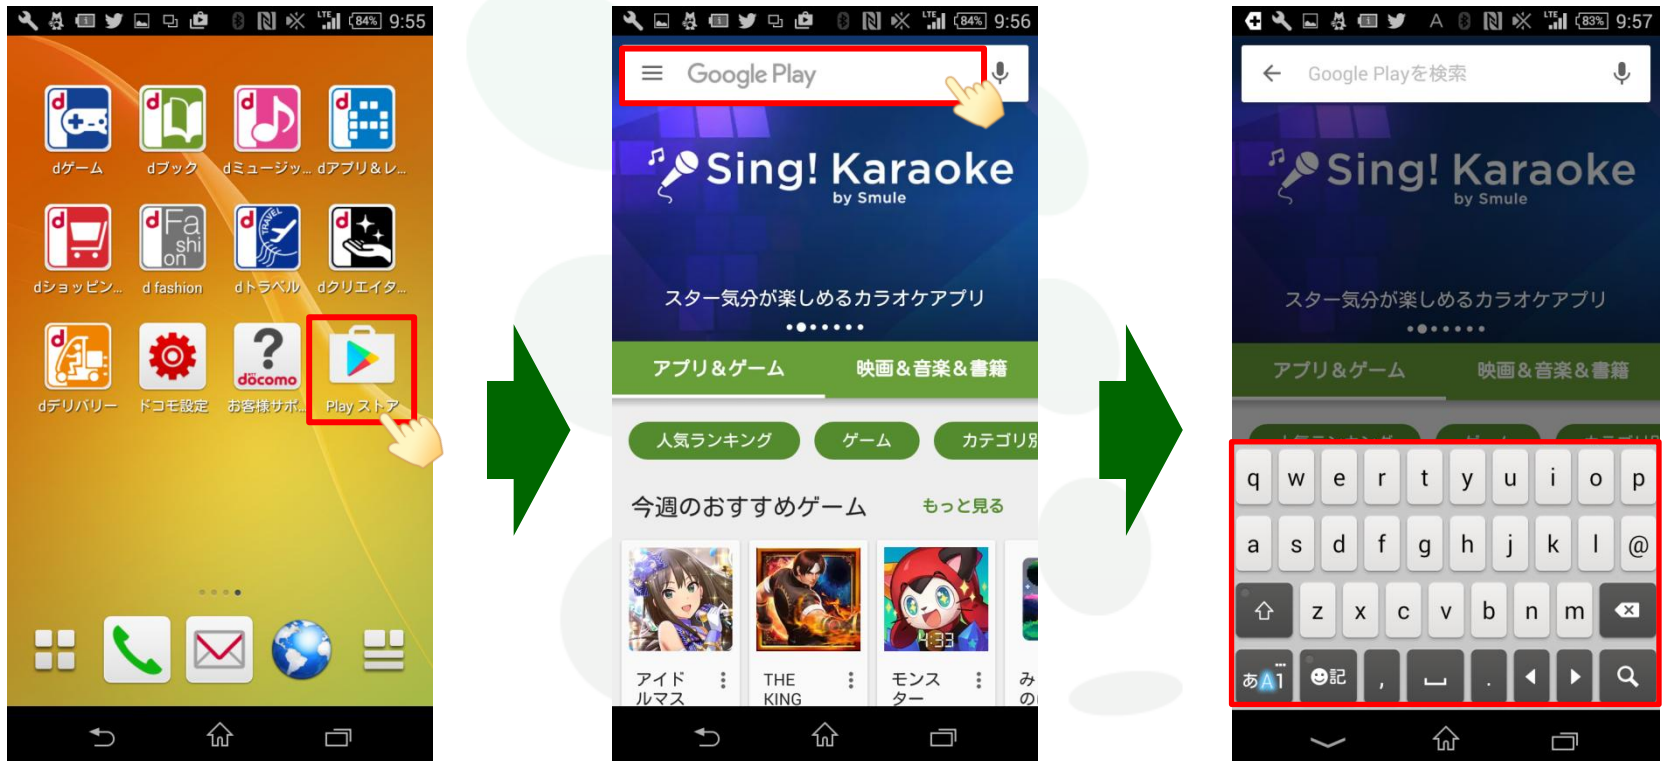 84% 9:55
dゲーム
dブック
dミュージッ...
dアプリ＆レ...
dショッピン...
d fashion
dトラベル
dクリエイタ...
dデリバリー
ドコモ設定
お客様サポ...
Play ストア
LTE 84% 9:56
Google Play
Sing! Karaoke
by Smule
スター気分が楽しめるカラオケアプリ
アプリ＆ゲーム
映画＆音楽＆書籍
人気ランキング
ゲーム
カテゴリ別
今週のおすすめゲーム
もっと見る
4:33
アイド
ルマス
THE
KING
モンス
ター
み
の
A LTE 83% 9:57
Google Playを検索
Sing! Karaoke
by Smule
スター気分が楽しめるカラオケアプリ
アプリ＆ゲーム
映画＆音楽＆書籍
q w e r t y u i o p
a s d f g h j k l @
z x c v b n m
あA1 記 , .